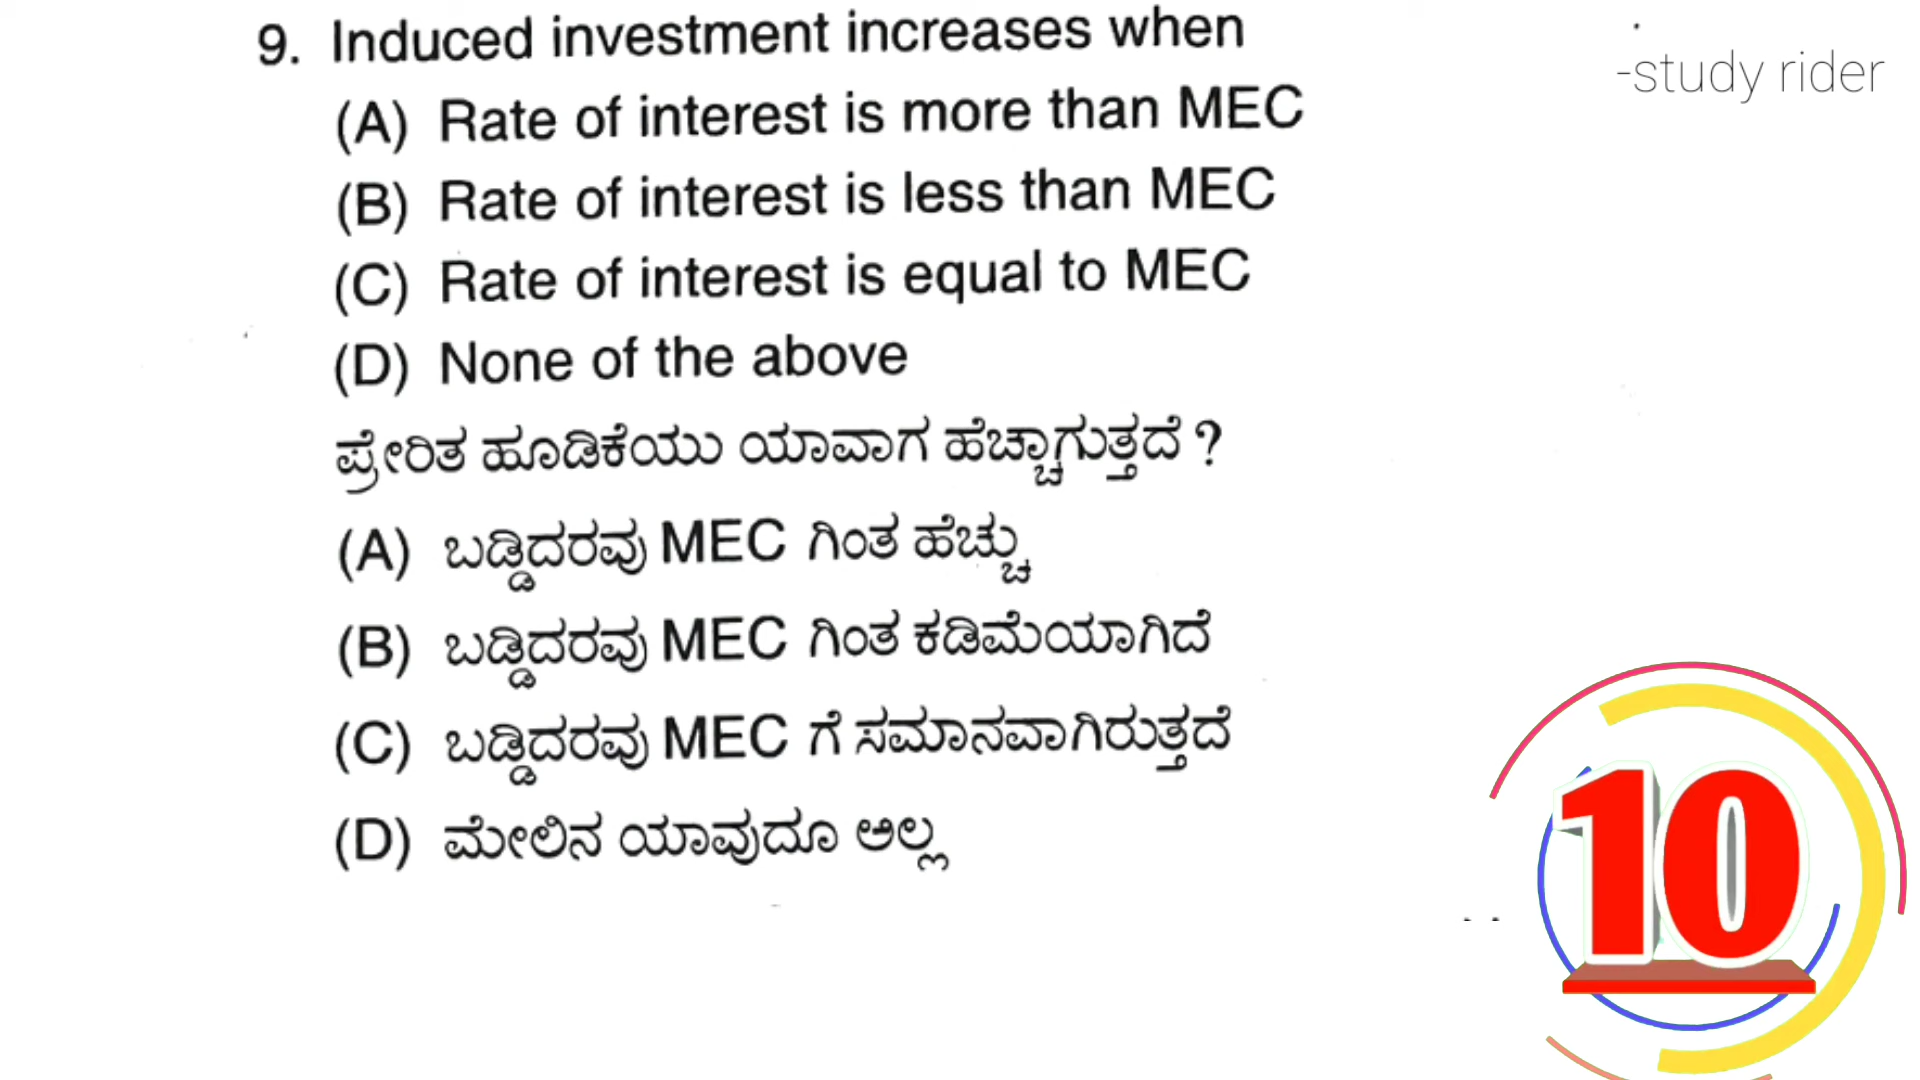 9. Induced investment increases when
-study rider
(A) Rate of interest is more than MEC
(B) Rate of interest is less than MEC
(C) Rate of interest is equal to MEC
(D) None of the above
ಪ್ರೇರಿತ ಹೂಡಿಕೆಯು ಯಾವಾಗ ಹೆಚ್ಚಾಗುತ್ತದೆ ?
(A) ಬಡ್ಡಿದರವು MEC ಗಿಂತ ಹೆಚ್ಚು
(B) ಬಡ್ಡಿದರವು MEC ಗಿಂತ ಕಡಿಮೆಯಾಗಿದೆ
(C) ಬಡ್ಡಿದರವು MEC ಗೆ ಸಮಾನವಾಗಿರುತ್ತದೆ
(D) ಮೇಲಿನ ಯಾವುದೂ ಅಲ್ಲ
10